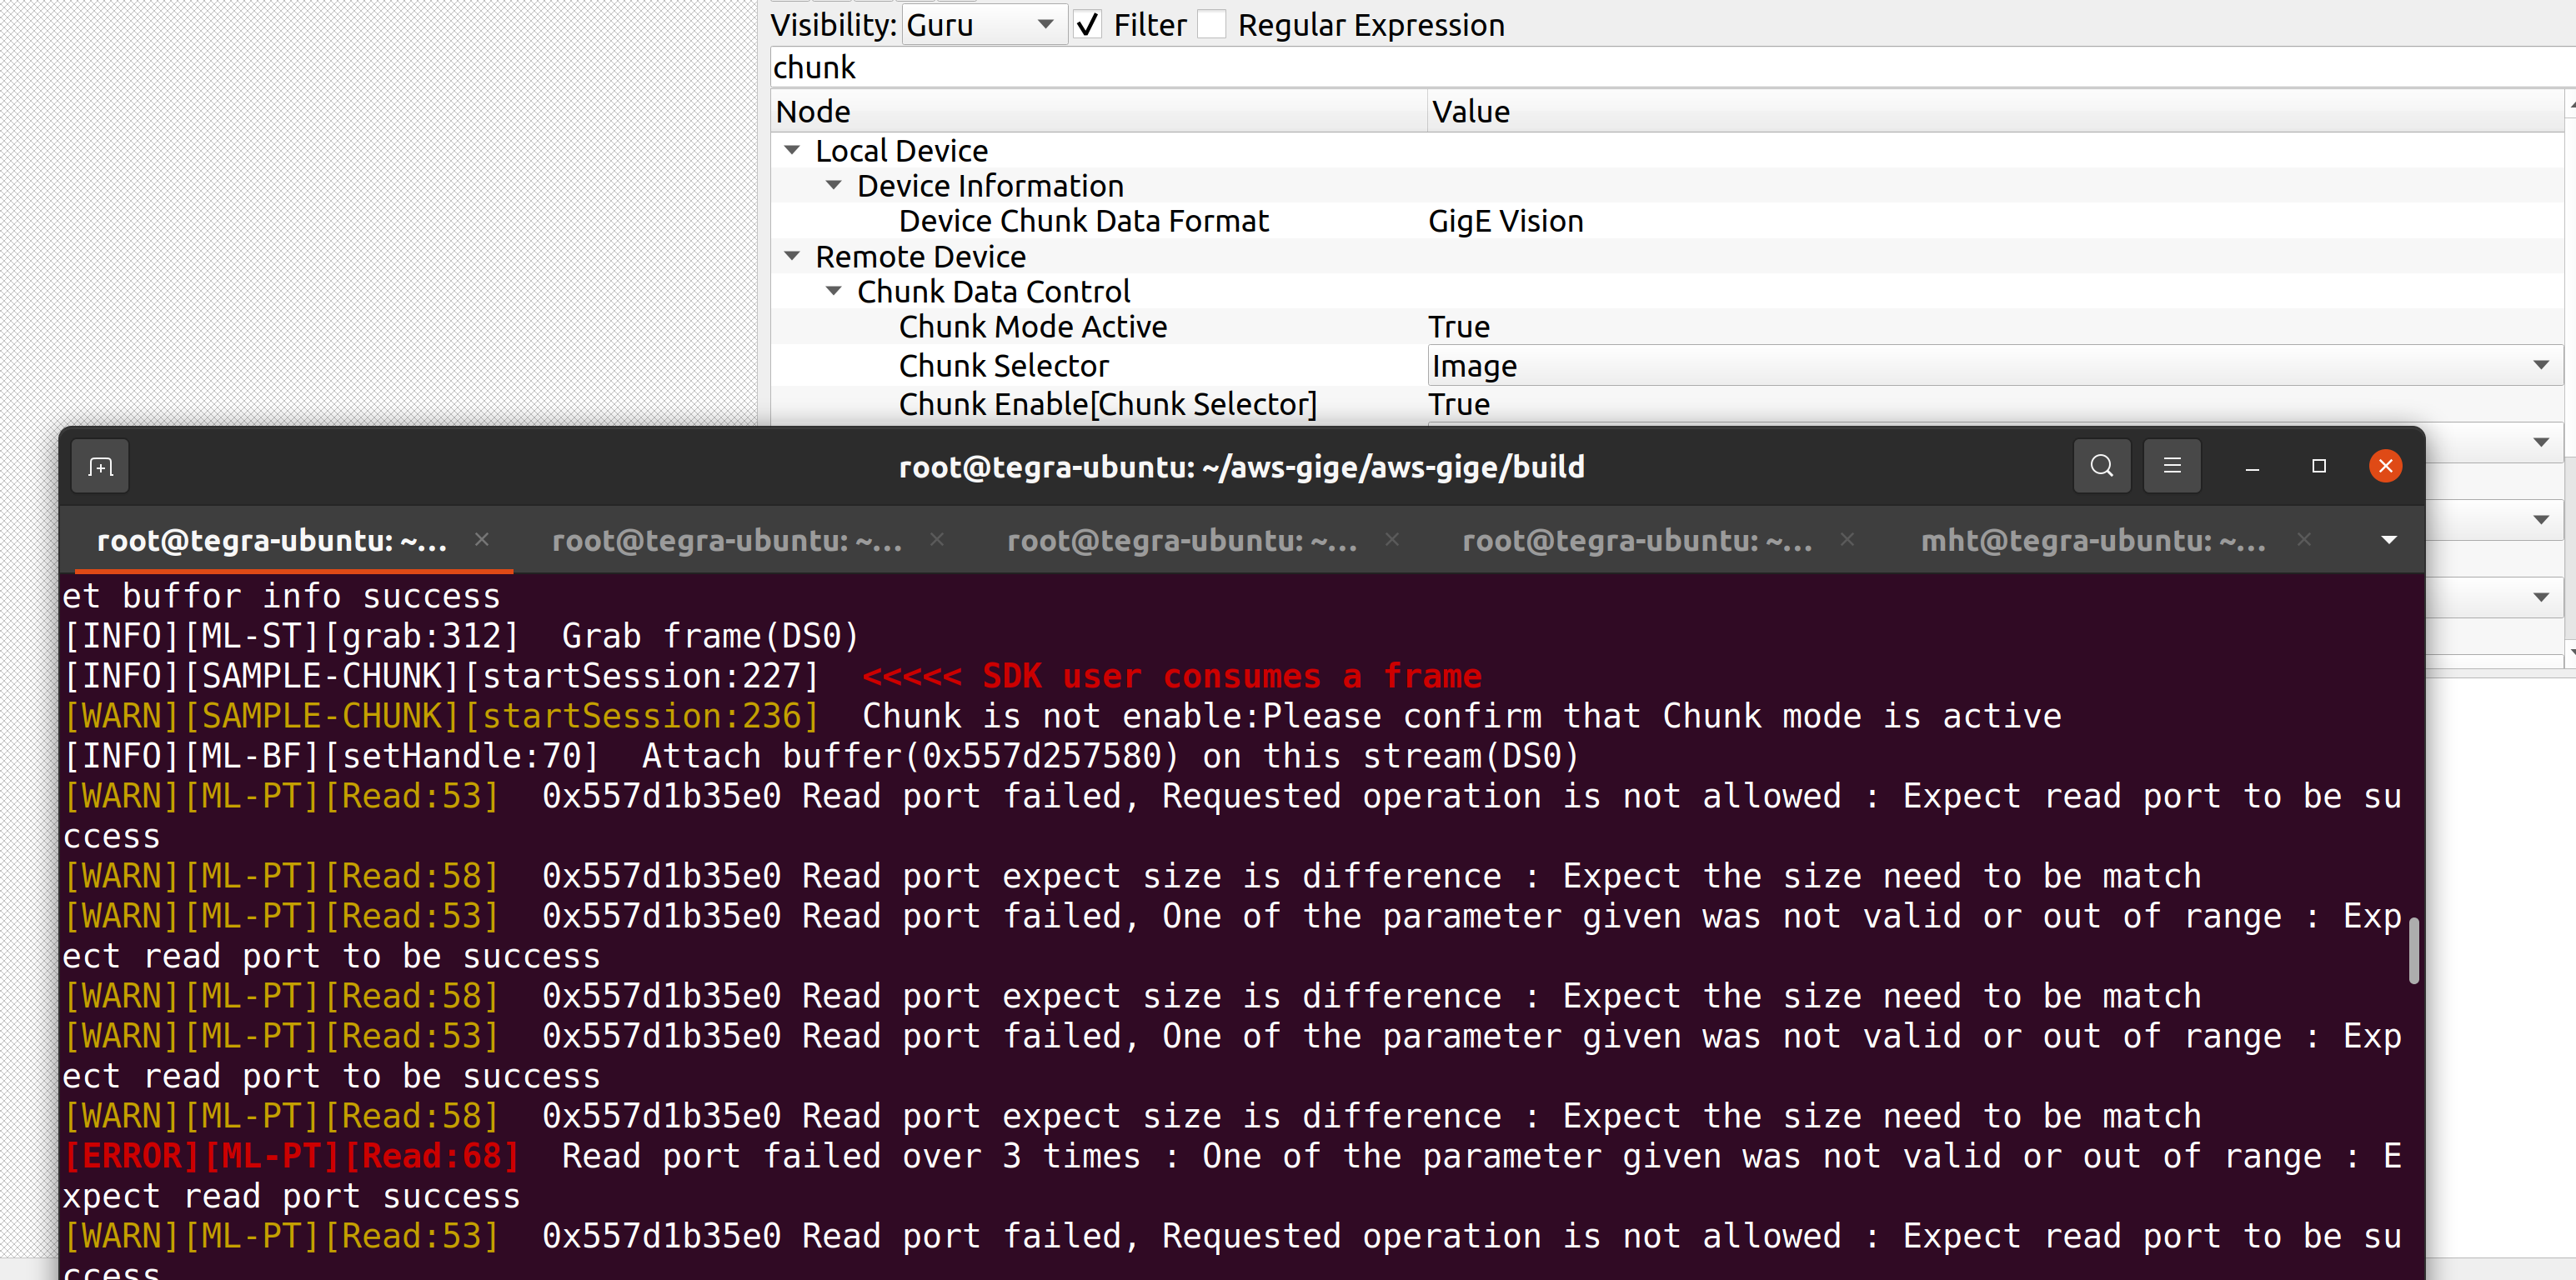 Visibility: Guru Filter Regular Expression
chunk
Node Value
Local Device
Device Information
Device Chunk Data Format GigE Vision
Remote Device
Chunk Data Control
Chunk Mode Active True
Chunk Selector Image
Chunk Enable[Chunk Selector] True
root@tegra-ubuntu: ~/aws-gige/aws-gige/build
root@tegra-ubuntu: ~... root@tegra-ubuntu: ~... root@tegra-ubuntu: ~... root@tegra-ubuntu: ~... mht@tegra-ubuntu: ~...
et buffor info success
[INFO][ML-ST][grab:312]  Grab frame(DS0)
[INFO][SAMPLE-CHUNK][startSession:227]  <<<<< SDK user consumes a frame
[WARN][SAMPLE-CHUNK][startSession:236]  Chunk is not enable:Please confirm that Chunk mode is active
[INFO][ML-BF][setHandle:70]  Attach buffer(0x557d257580) on this stream(DS0)
[WARN][ML-PT][Read:53]  0x557d1b35e0 Read port failed, Requested operation is not allowed : Expect read port to be su
ccess
[WARN][ML-PT][Read:58]  0x557d1b35e0 Read port expect size is difference : Expect the size need to be match
[WARN][ML-PT][Read:53]  0x557d1b35e0 Read port failed, One of the parameter given was not valid or out of range : Exp
ect read port to be success
[WARN][ML-PT][Read:58]  0x557d1b35e0 Read port expect size is difference : Expect the size need to be match
[WARN][ML-PT][Read:53]  0x557d1b35e0 Read port failed, One of the parameter given was not valid or out of range : Exp
ect read port to be success
[WARN][ML-PT][Read:58]  0x557d1b35e0 Read port expect size is difference : Expect the size need to be match
[ERROR][ML-PT][Read:68]  Read port failed over 3 times : One of the parameter given was not valid or out of range : E
xpect read port success
[WARN][ML-PT][Read:53]  0x557d1b35e0 Read port failed, Requested operation is not allowed : Expect read port to be su
ccess